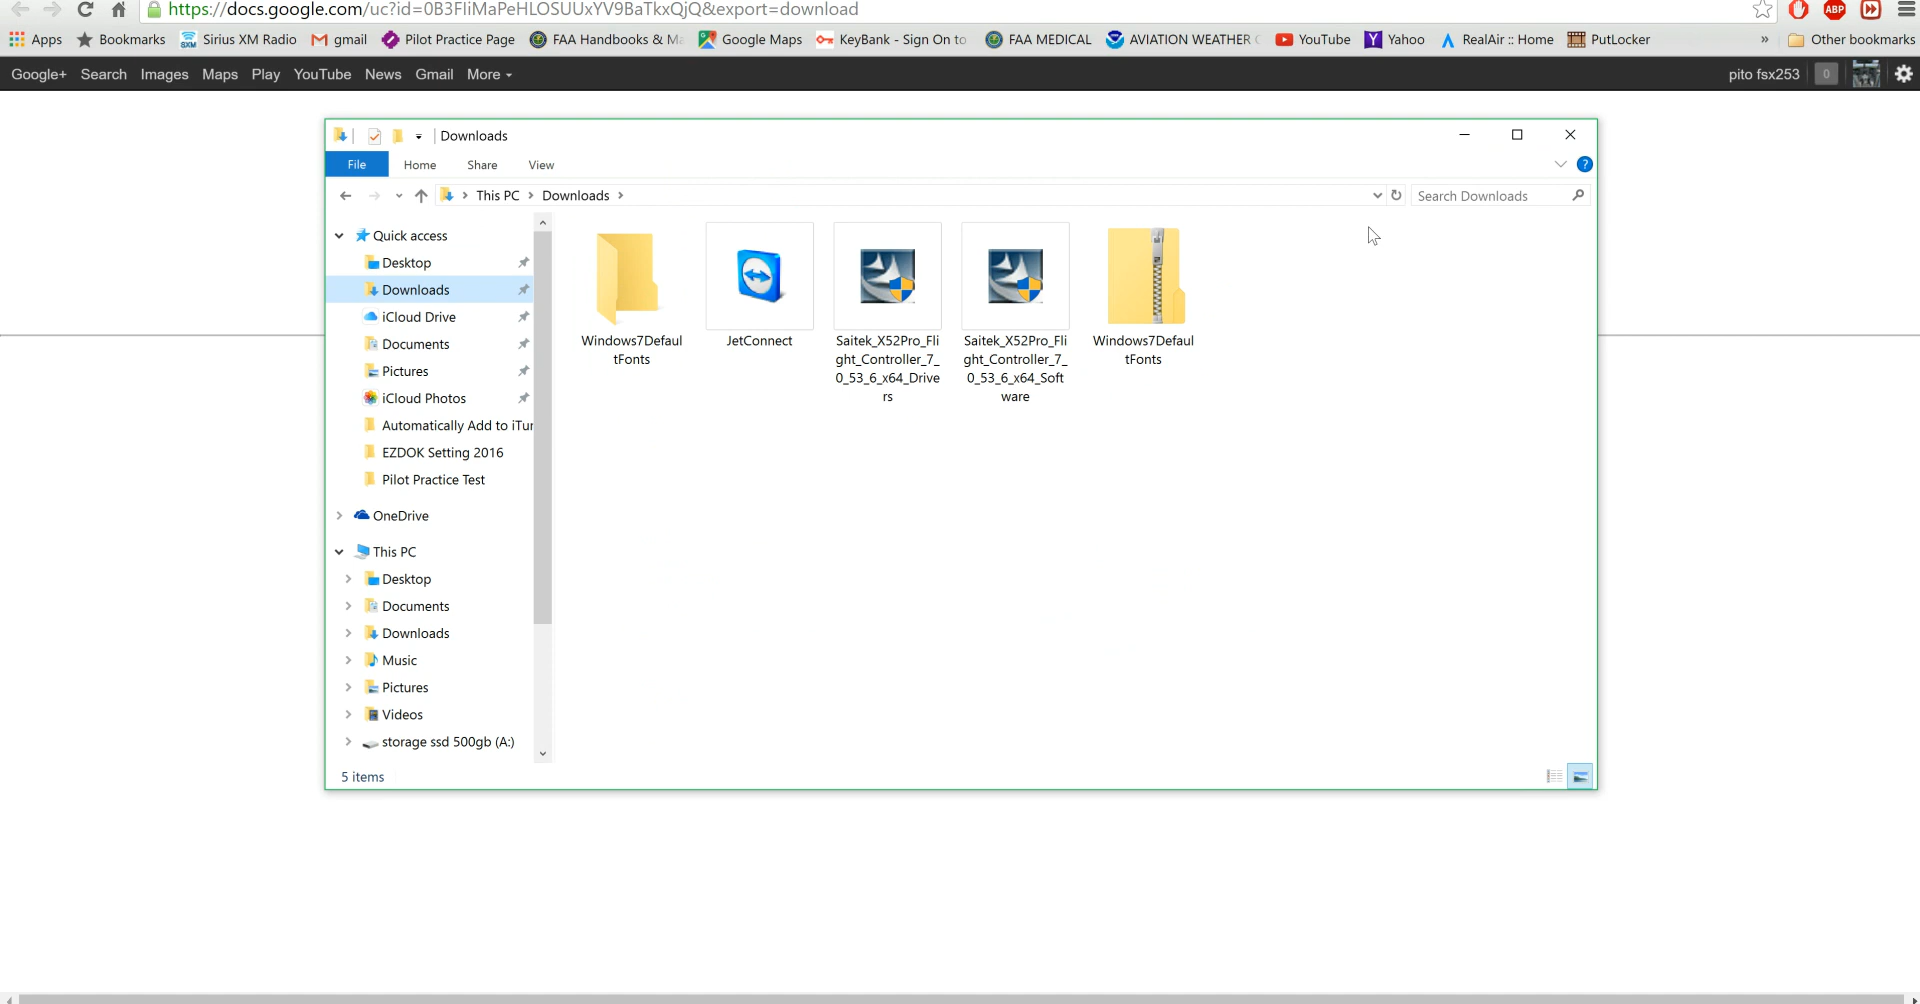 https://docs.google.com/uc?id=0B3FIiMaPeHLOSUUxYV9BaTkxQjQ&export=download
ABP
Apps Bookmarks Sirius XM Radio gmail Pilot Practice Page FAA Handbooks & Ma Google Maps KeyBank - Sign On to FAA MEDICAL AVIATION WEATHER C YouTube Yahoo RealAir :: Home PutLocker » Other bookmarks
Google+ Search Images Maps Play YouTube News Gmail More pito fsx253 0
Downloads
File Home Share View ?
This PC Downloads Search Downloads
Quick access
Desktop
Downloads
iCloud Drive
Documents
Pictures
iCloud Photos
Automatically Add to iTun
EZDOK Setting 2016
Pilot Practice Test
OneDrive
This PC
Desktop
Documents
Downloads
Music
Pictures
Videos
storage ssd 500gb (A:)
Windows7Defaul
tFonts
JetConnect
Saitek_X52Pro_Fli
ght_Controller_7_
0_53_6_x64_Drive
rs
Saitek_X52Pro_Fli
ght_Controller_7_
0_53_6_x64_Soft
ware
Windows7Defaul
tFonts
5 items